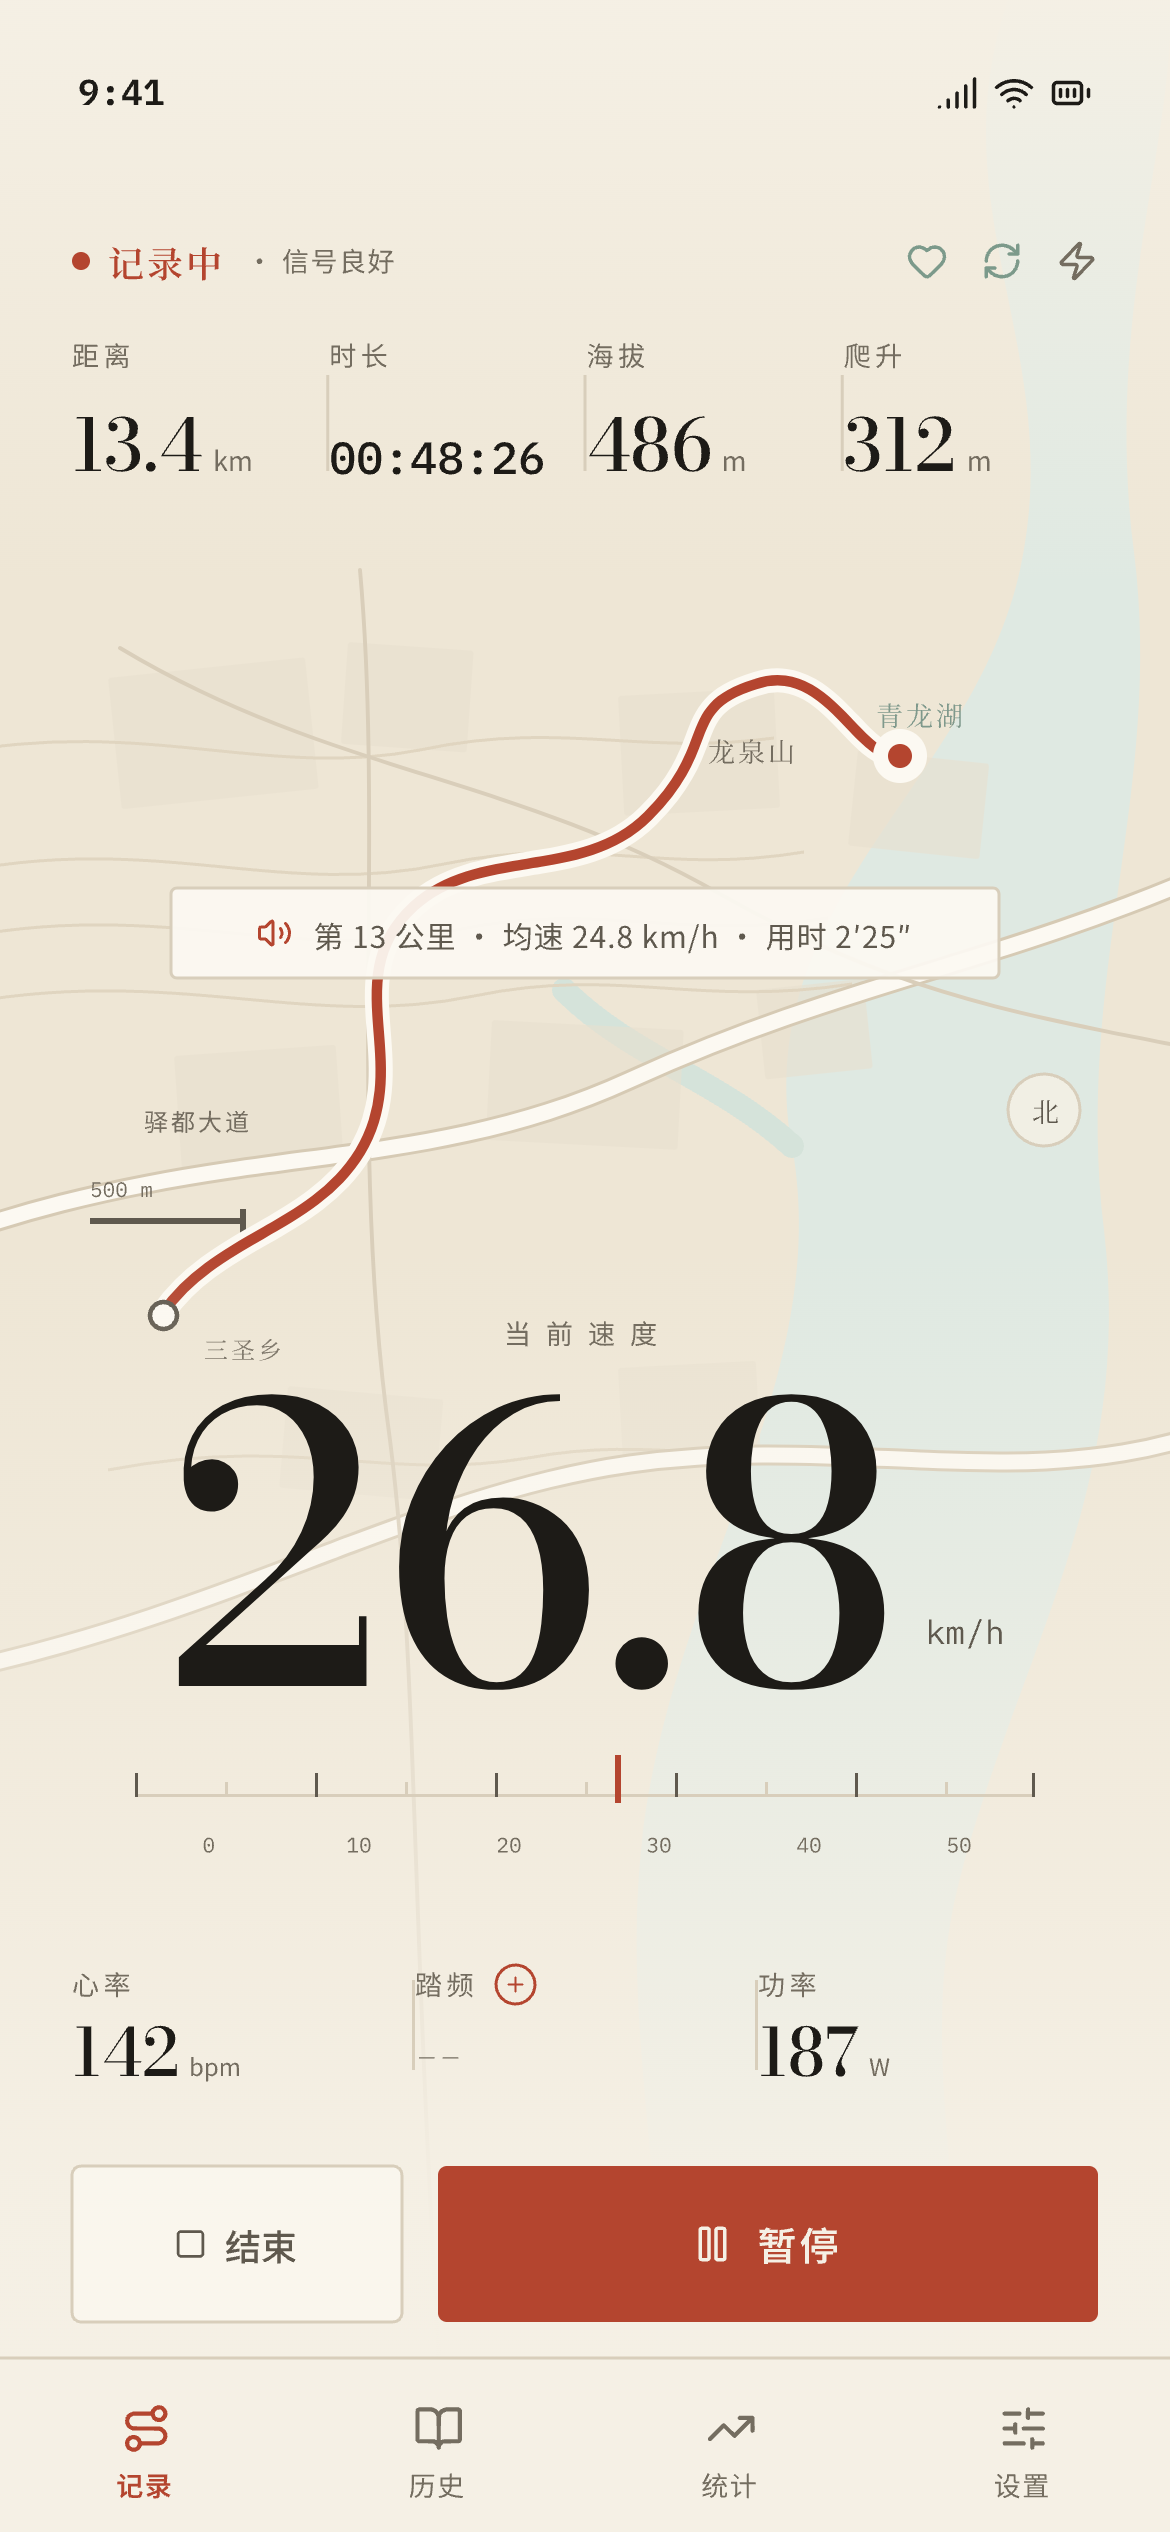 9:41
记录中 · 信号良好
距离 时长 海拔 爬升
13.4 km 00:48:26 486 m 312 m
青龙湖
龙泉山
第 13 公里 · 均速 24.8 km/h · 用时 2′25″
北
驿都大道
500 m
当前速度
三圣乡
26.8 km/h
0 10 20 30 40 50
心率 踏频 功率
142 bpm -- 187 W
结束 暂停
记录 历史 统计 设置